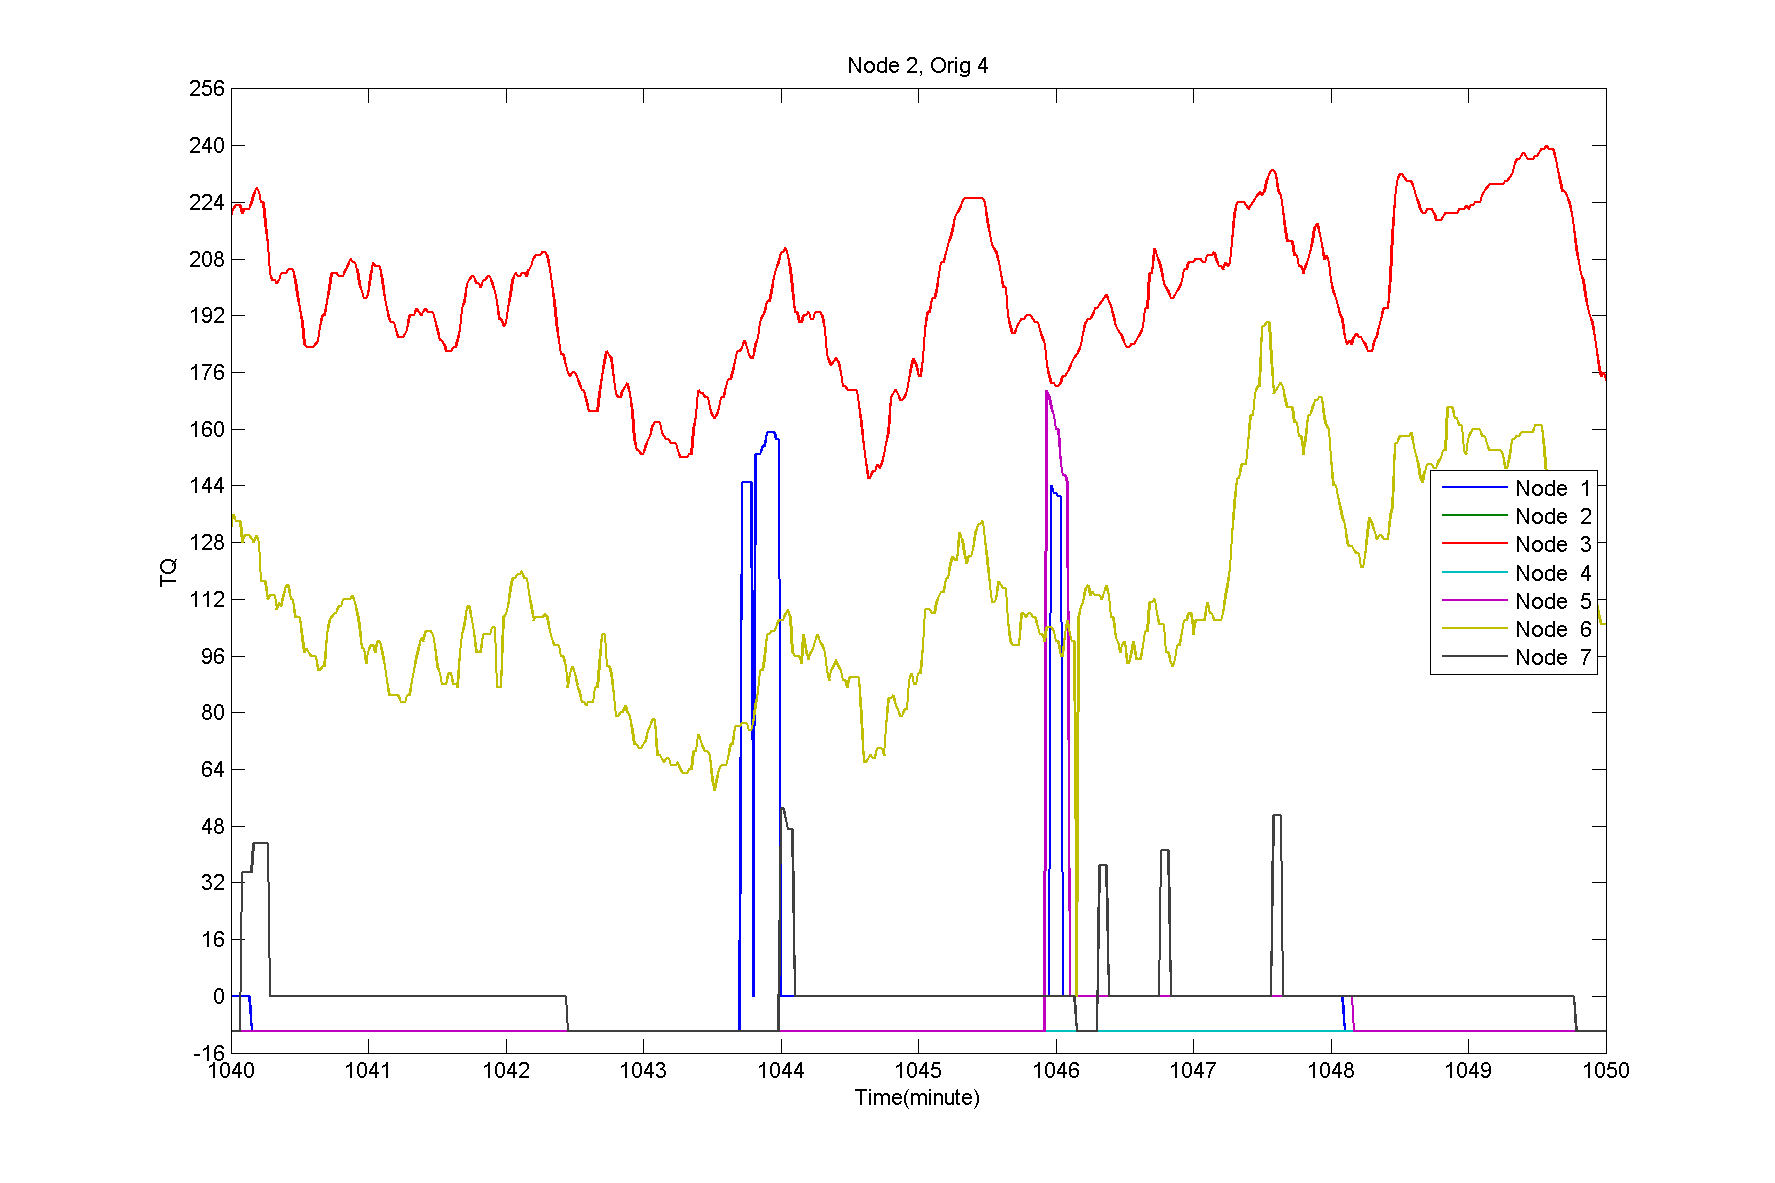 Node 2, Orig 4
256
240
224
208
192
176
160
144
128
112
96
80
64
48
32
16
0
-16
TQ
Node 1
Node 2
Node 3
Node 4
Node 5
Node 6
Node 7
1040 1041 1042 1043 1044 1045 1046 1047 1048 1049 1050
Time(minute)